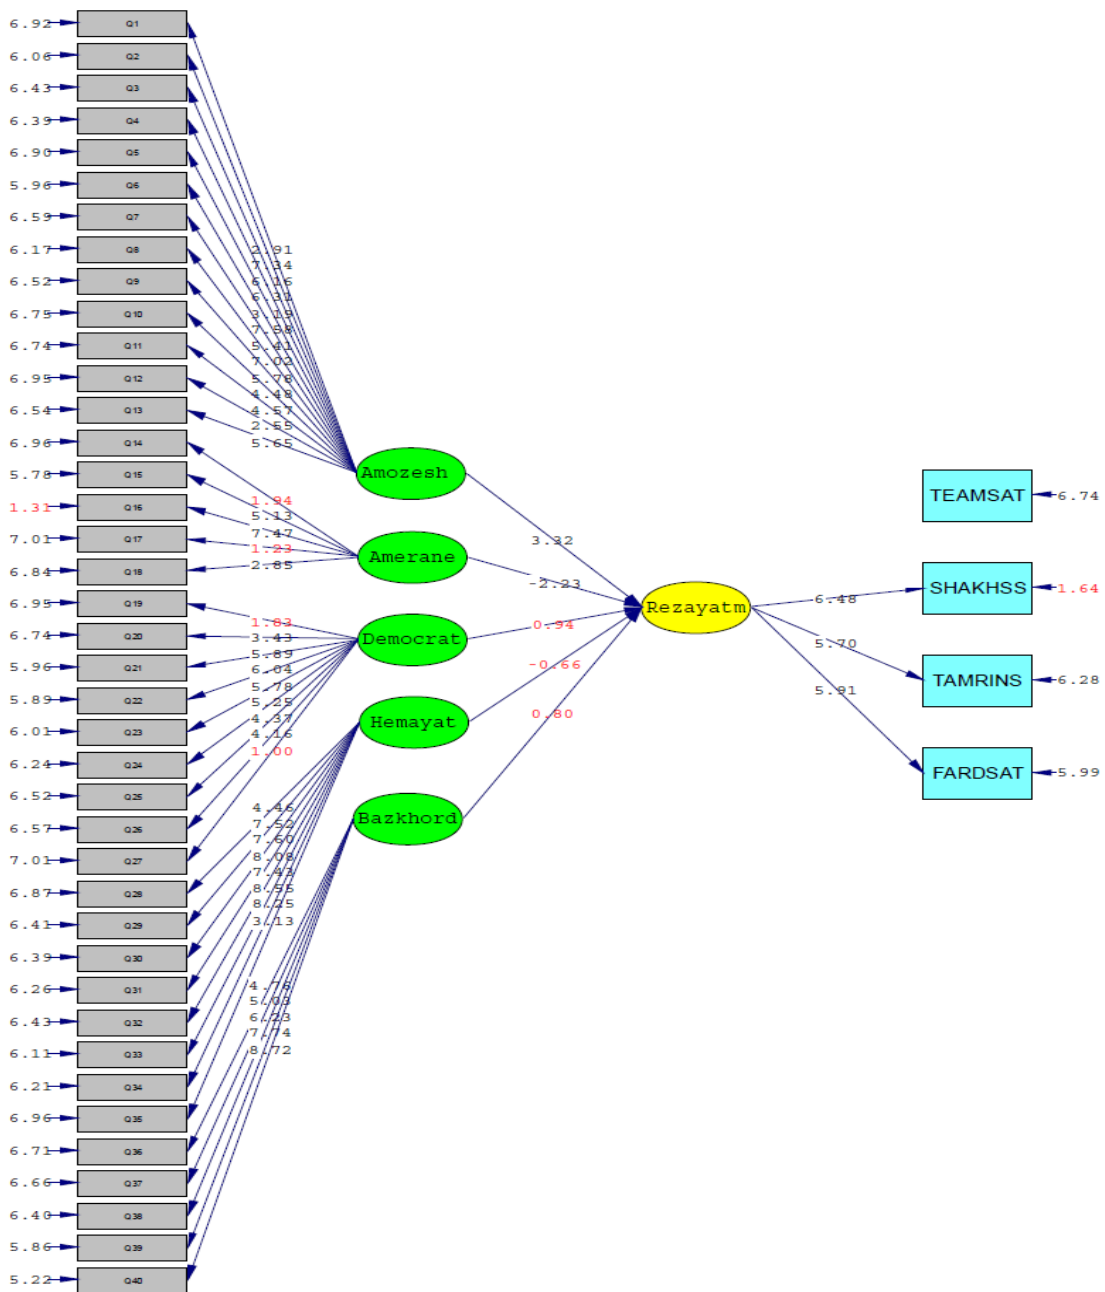 6.92 Q1
6.06 Q2
6.43 Q3
6.39 Q4
6.90 Q5
5.96 Q6
6.59 Q7
6.17 Q8
6.52 Q9
6.75 Q10
6.74 Q11
6.95 Q12
6.54 Q13
6.96 Q14
5.78 Q15
1.31 Q16
7.01 Q17
6.84 Q18
6.95 Q19
6.74 Q20
5.96 Q21
5.89 Q22
6.01 Q23
6.24 Q24
6.52 Q25
6.57 Q26
7.01 Q27
6.87 Q28
6.41 Q29
6.39 Q30
6.26 Q31
6.43 Q32
6.11 Q33
6.21 Q34
6.96 Q35
6.71 Q36
6.66 Q37
6.40 Q38
5.86 Q39
5.22 Q40
2.91
7.34
6.16
6.31
3.19
7.58
5.41
7.02
5.78
4.48
4.57
2.55
5.65
1.94
5.13
7.47
1.23
2.85
1.83
3.43
5.89
6.04
5.78
5.25
4.37
4.16
1.00
4.46
7.52
7.60
8.08
7.43
8.55
8.25
3.13
4.76
5.03
6.23
7.74
8.72
Amozesh
Amerane
Democrat
Hemayat
Bazkhord
3.32
-2.23
0.94
-0.66
0.80
Rezayatm
6.48
5.70
5.91
TEAMSAT 6.74
SHAKHSS 1.64
TAMRINS 6.28
FARDSAT 5.99